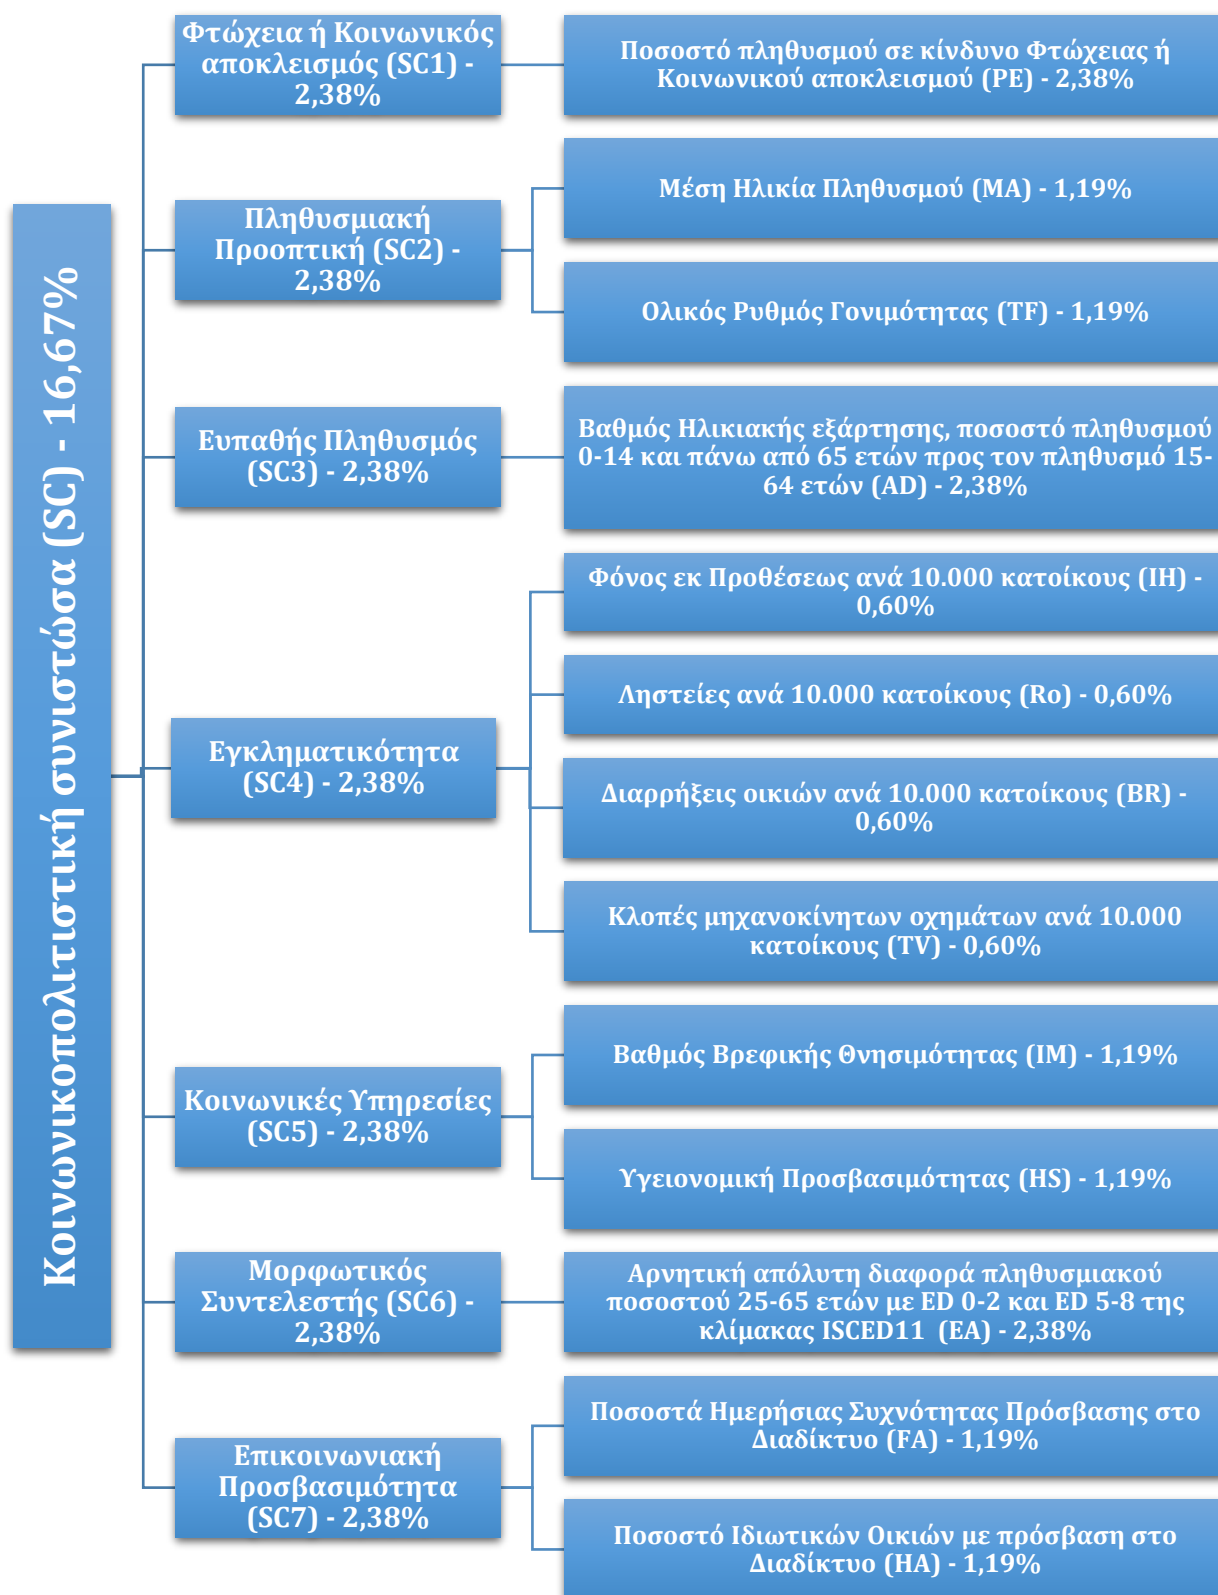 Κοινωνικοπολιτιστική συνιστώσα (SC) - 16,67%
Φτώχεια ή Κοινωνικός
αποκλεισμός (SC1) -
2,38%
Ποσοστό πληθυσμού σε κίνδυνο Φτώχειας ή
Κοινωνικού αποκλεισμού (PE) - 2,38%
Πληθυσμιακή
Προοπτική (SC2) -
2,38%
Μέση Ηλικία Πληθυσμού (MA) - 1,19%
Ολικός Ρυθμός Γονιμότητας (TF) - 1,19%
Ευπαθής Πληθυσμός
(SC3) - 2,38%
Βαθμός Ηλικιακής εξάρτησης, ποσοστό πληθυσμού
0-14 και πάνω από 65 ετών προς τον πληθυσμό 15-
64 ετών (AD) - 2,38%
Εγκληματικότητα
(SC4) - 2,38%
Φόνος εκ Προθέσεως ανά 10.000 κατοίκους (IH) -
0,60%
Ληστείες ανά 10.000 κατοίκους (Ro) - 0,60%
Διαρρήξεις οικιών ανά 10.000 κατοίκους (BR) -
0,60%
Κλοπές μηχανοκίνητων οχημάτων ανά 10.000
κατοίκους (TV) - 0,60%
Κοινωνικές Υπηρεσίες
(SC5) - 2,38%
Βαθμός Βρεφικής Θνησιμότητας (IM) - 1,19%
Υγειονομική Προσβασιμότητας (HS) - 1,19%
Μορφωτικός
Συντελεστής (SC6) -
2,38%
Αρνητική απόλυτη διαφορά πληθυσμιακού
ποσοστού 25-65 ετών με ED 0-2 και ED 5-8 της
κλίμακας ISCED11 (EA) - 2,38%
Επικοινωνιακή
Προσβασιμότητα
(SC7) - 2,38%
Ποσοστά Ημερήσιας Συχνότητας Πρόσβασης στο
Διαδίκτυο (FA) - 1,19%
Ποσοστό Ιδιωτικών Οικιών με πρόσβαση στο
Διαδίκτυο (HA) - 1,19%